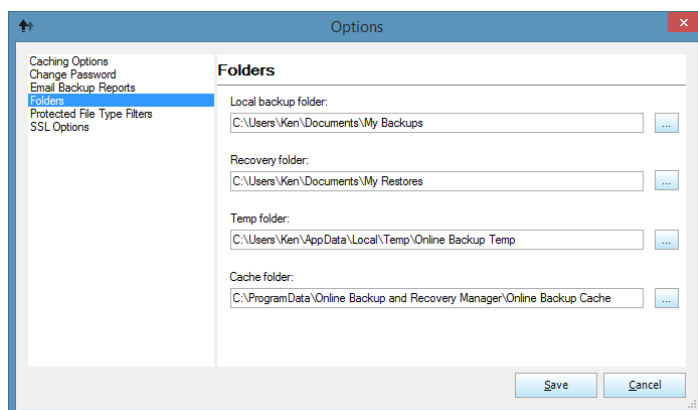 Options
Caching Options
Change Password
Email Backup Reports
Folders
Protected File Type Filters
SSL Options
Folders
Local backup folder:
C:\Users\Ken\Documents\My Backups
...
Recovery folder:
C:\Users\Ken\Documents\My Restores
...
Temp folder:
C:\Users\Ken\AppData\Local\Temp\Online Backup Temp
...
Cache folder:
C:\ProgramData\Online Backup and Recovery Manager\Online Backup Cache
...
Save
Cancel